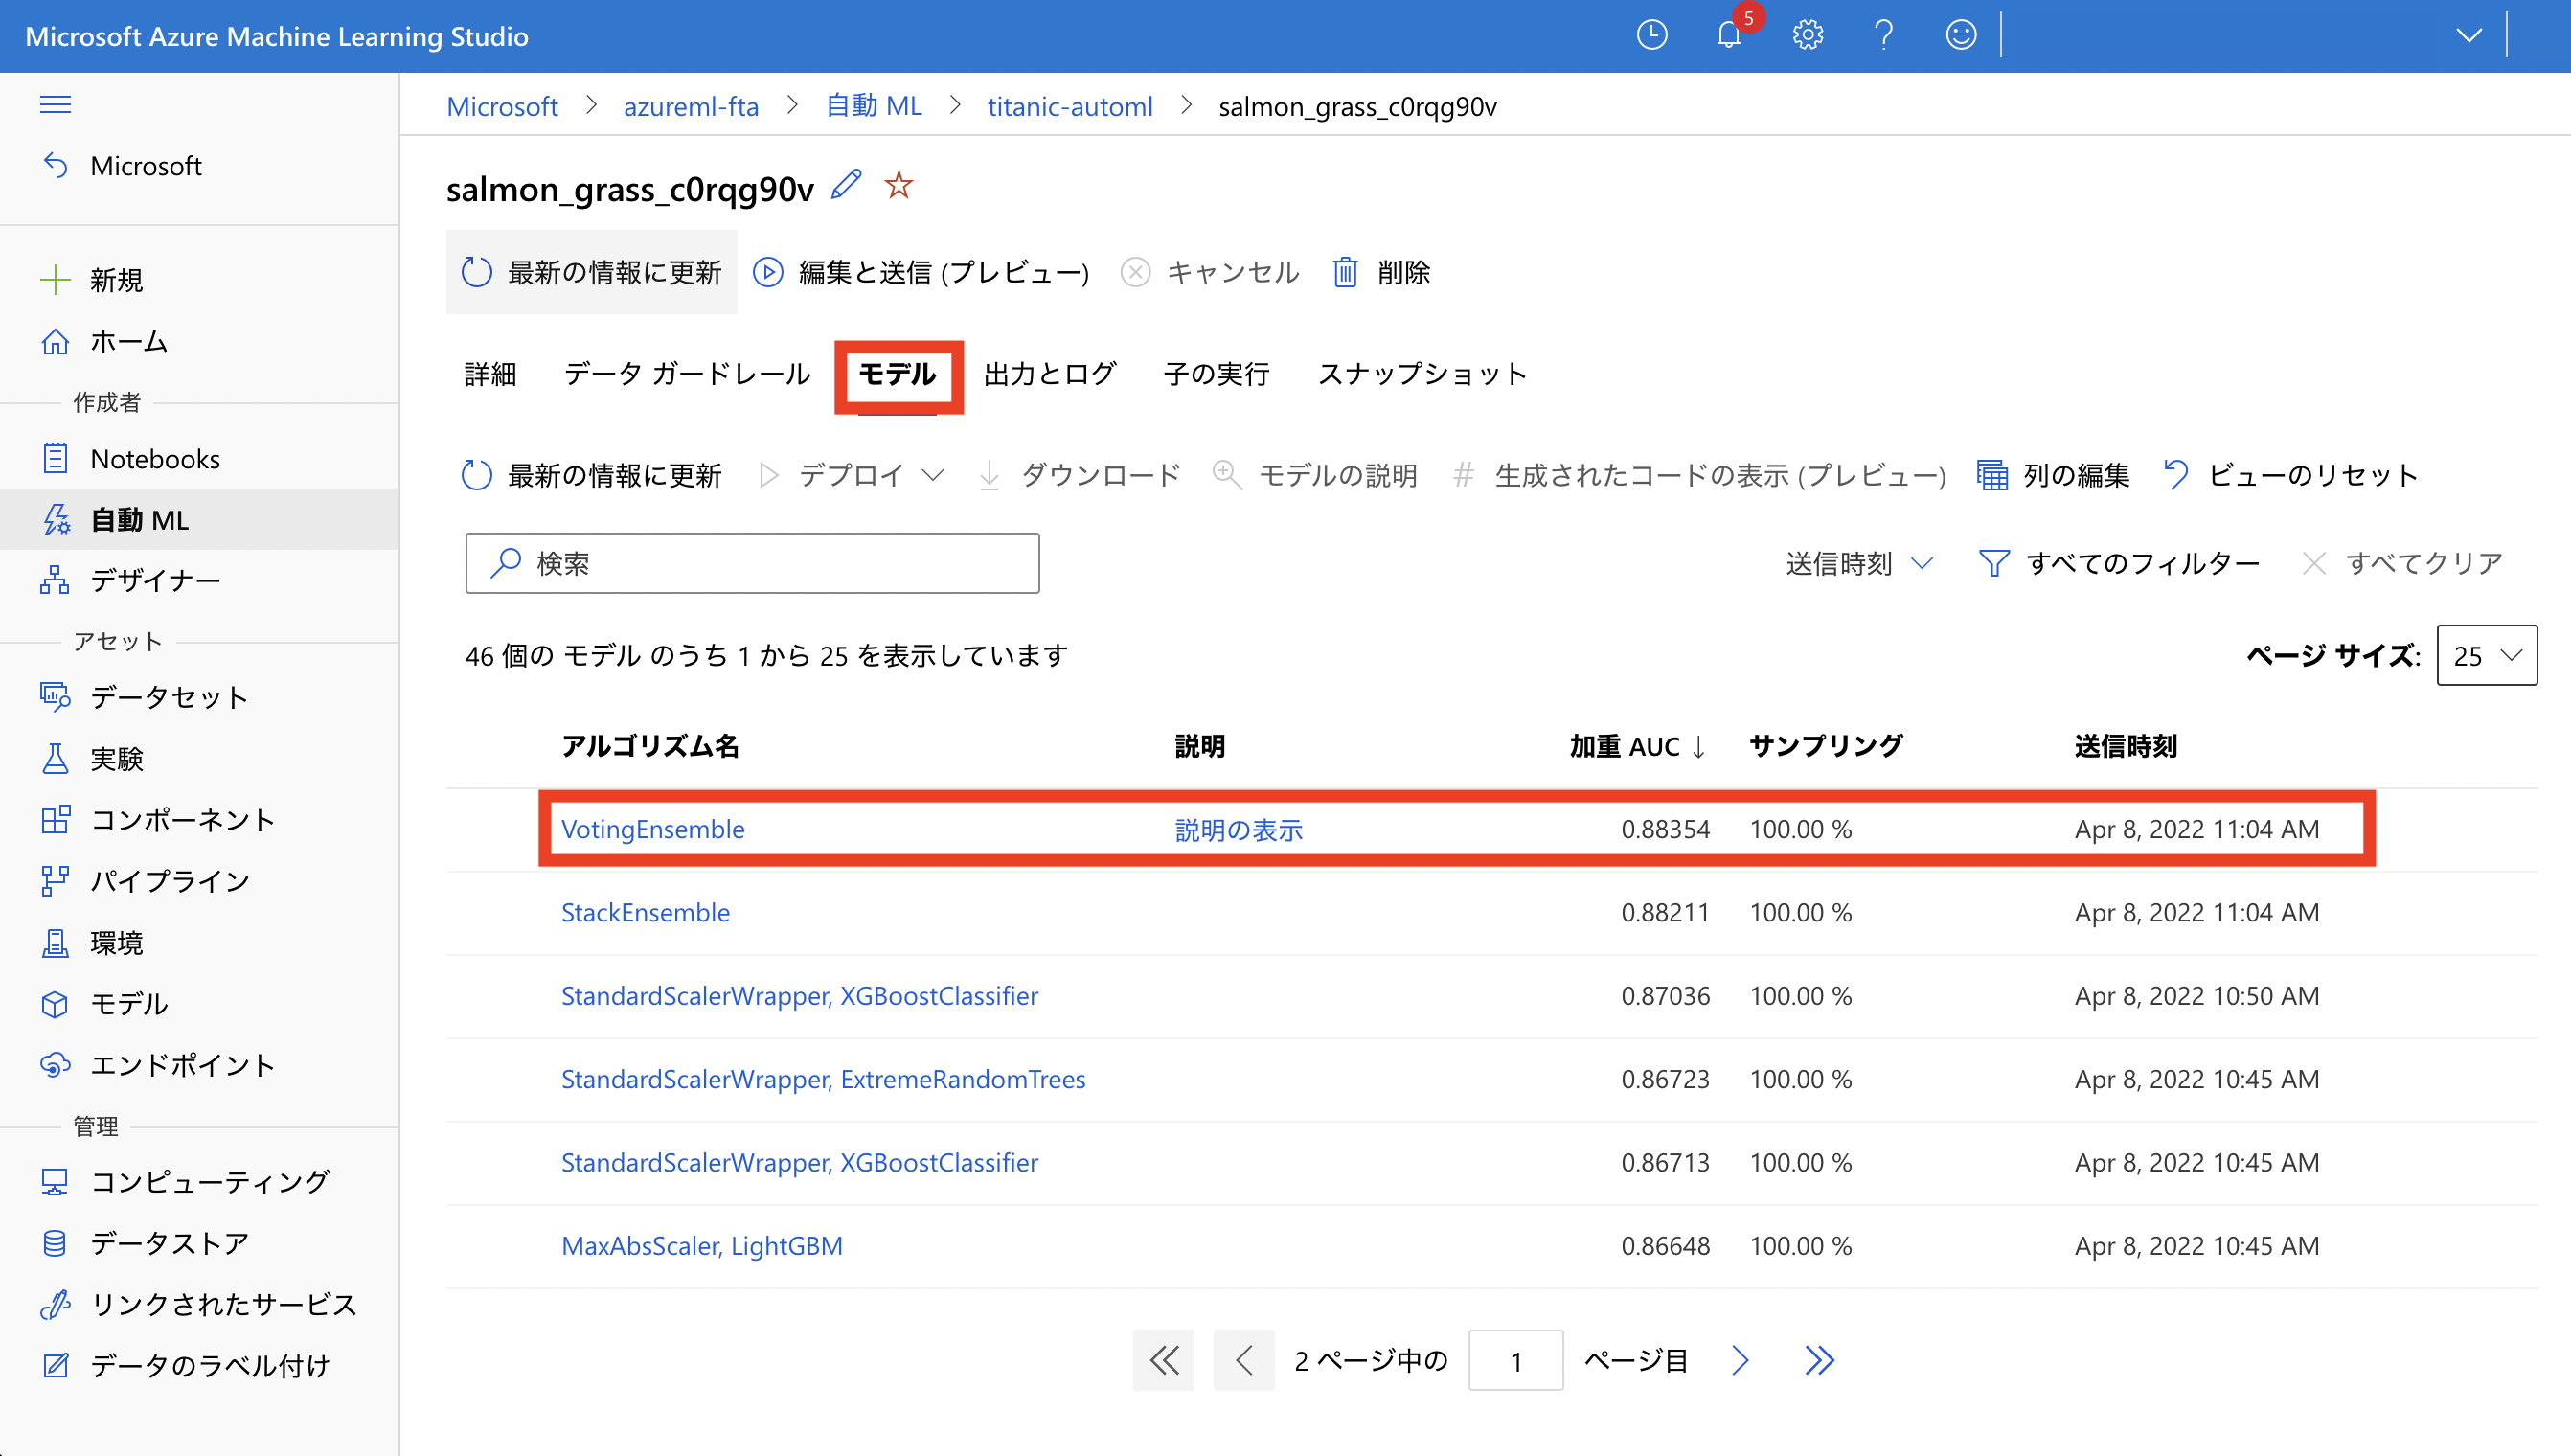 Microsoft Azure Machine Learning Studio
5
Microsoft
新規
ホーム
作成者
Notebooks
自動 ML
デザイナー
アセット
データセット
実験
コンポーネント
パイプライン
環境
モデル
エンドポイント
管理
コンピューティング
データストア
リンクされたサービス
データのラベル付け
Microsoft > azureml-fta > 自動 ML > titanic-automl > salmon_grass_c0rqg90v
salmon_grass_c0rqg90v
最新の情報に更新 編集と送信 (プレビュー) キャンセル 削除
詳細 データ ガードレール モデル 出力とログ 子の実行 スナップショット
最新の情報に更新 デプロイ ダウンロード モデルの説明 # 生成されたコードの表示 (プレビュー) 列の編集 ビューのリセット
検索 送信時刻 すべてのフィルター すべてクリア
46 個の モデル のうち 1 から 25 を表示しています ページ サイズ: 25
アルゴリズム名 説明 加重 AUC ↓ サンプリング 送信時刻
VotingEnsemble 説明の表示 0.88354 100.00 % Apr 8, 2022 11:04 AM
StackEnsemble 0.88211 100.00 % Apr 8, 2022 11:04 AM
StandardScalerWrapper, XGBoostClassifier 0.87036 100.00 % Apr 8, 2022 10:50 AM
StandardScalerWrapper, ExtremeRandomTrees 0.86723 100.00 % Apr 8, 2022 10:45 AM
StandardScalerWrapper, XGBoostClassifier 0.86713 100.00 % Apr 8, 2022 10:45 AM
MaxAbsScaler, LightGBM 0.86648 100.00 % Apr 8, 2022 10:45 AM
2 ページ中の 1 ページ目